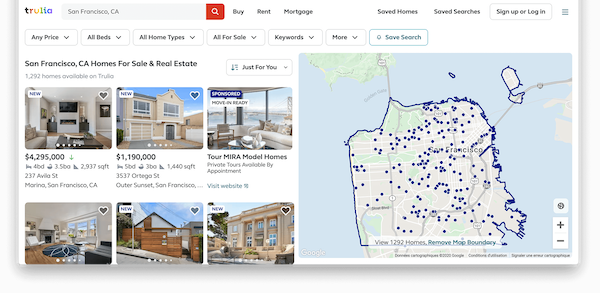 trulia
San Francisco, CA
Buy
Rent
Mortgage
Saved Homes
Saved Searches
Sign up or Log in
Any Price
All Beds
All Home Types
All For Sale
Keywords
More
Save Search
San Francisco, CA Homes For Sale & Real Estate
1,292 homes available on Trulia
Just For You
NEW
$4,295,000
4bd 3.5ba 2,937 sqft
237 Avila St
Marina, San Francisco, CA
NEW
$1,190,000
5bd 3ba 1,440 sqft
3537 Ortega St
Outer Sunset, San Francisco, ...
SPONSORED
MOVE-IN READY
Tour MIRA Model Homes
Private Tours Available By
Appointment
Visit website
NEW
NEW
San Francisco
View 1292 Homes, Remove Map Boundary
Google
Données cartographiques ©2020 Google
Conditions d'utilisation
Signaler une erreur cartographique